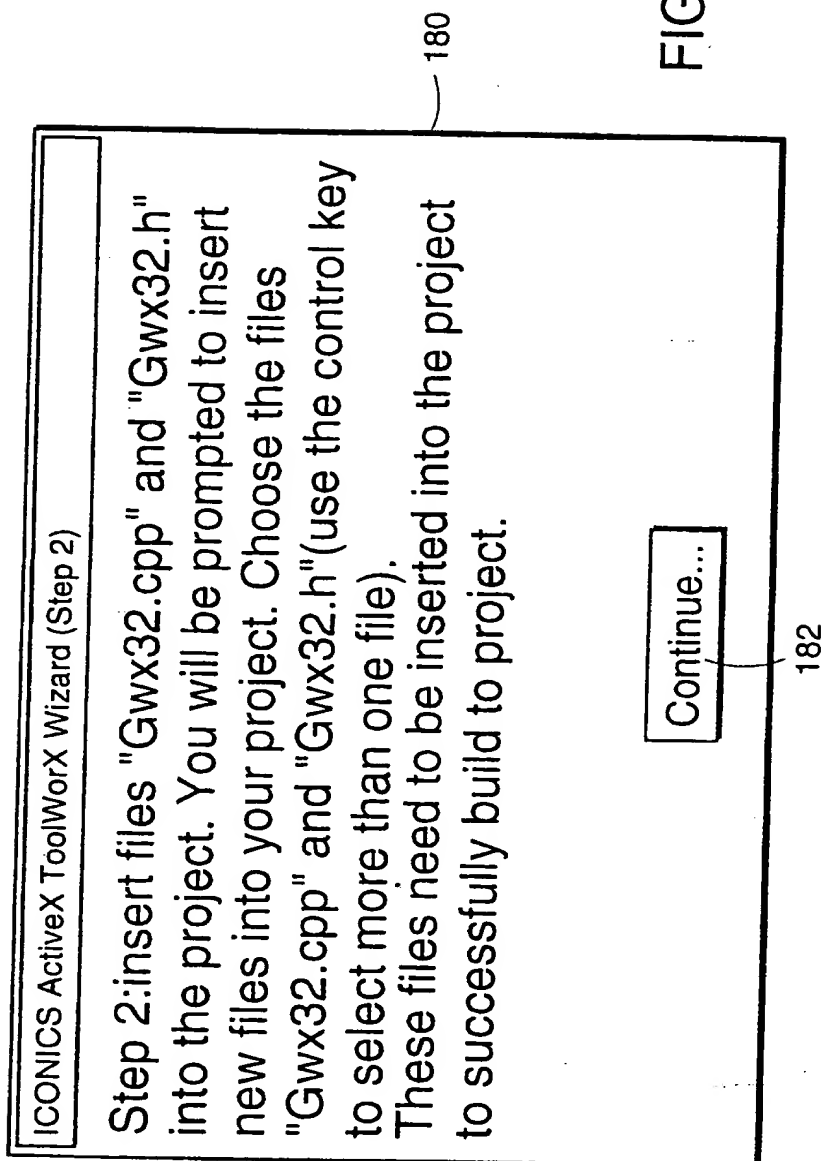 ICONICS ActiveX ToolWorX Wizard (Step 2)
Step 2:insert files "Gwx32.cpp" and "Gwx32.h"
into the project. You will be prompted to insert
new files into your project. Choose the files
"Gwx32.cpp" and "Gwx32.h"(use the control key
to select more than one file).
These files need to be inserted into the project
to successfully build to project.
Continue...
182
180
FIG